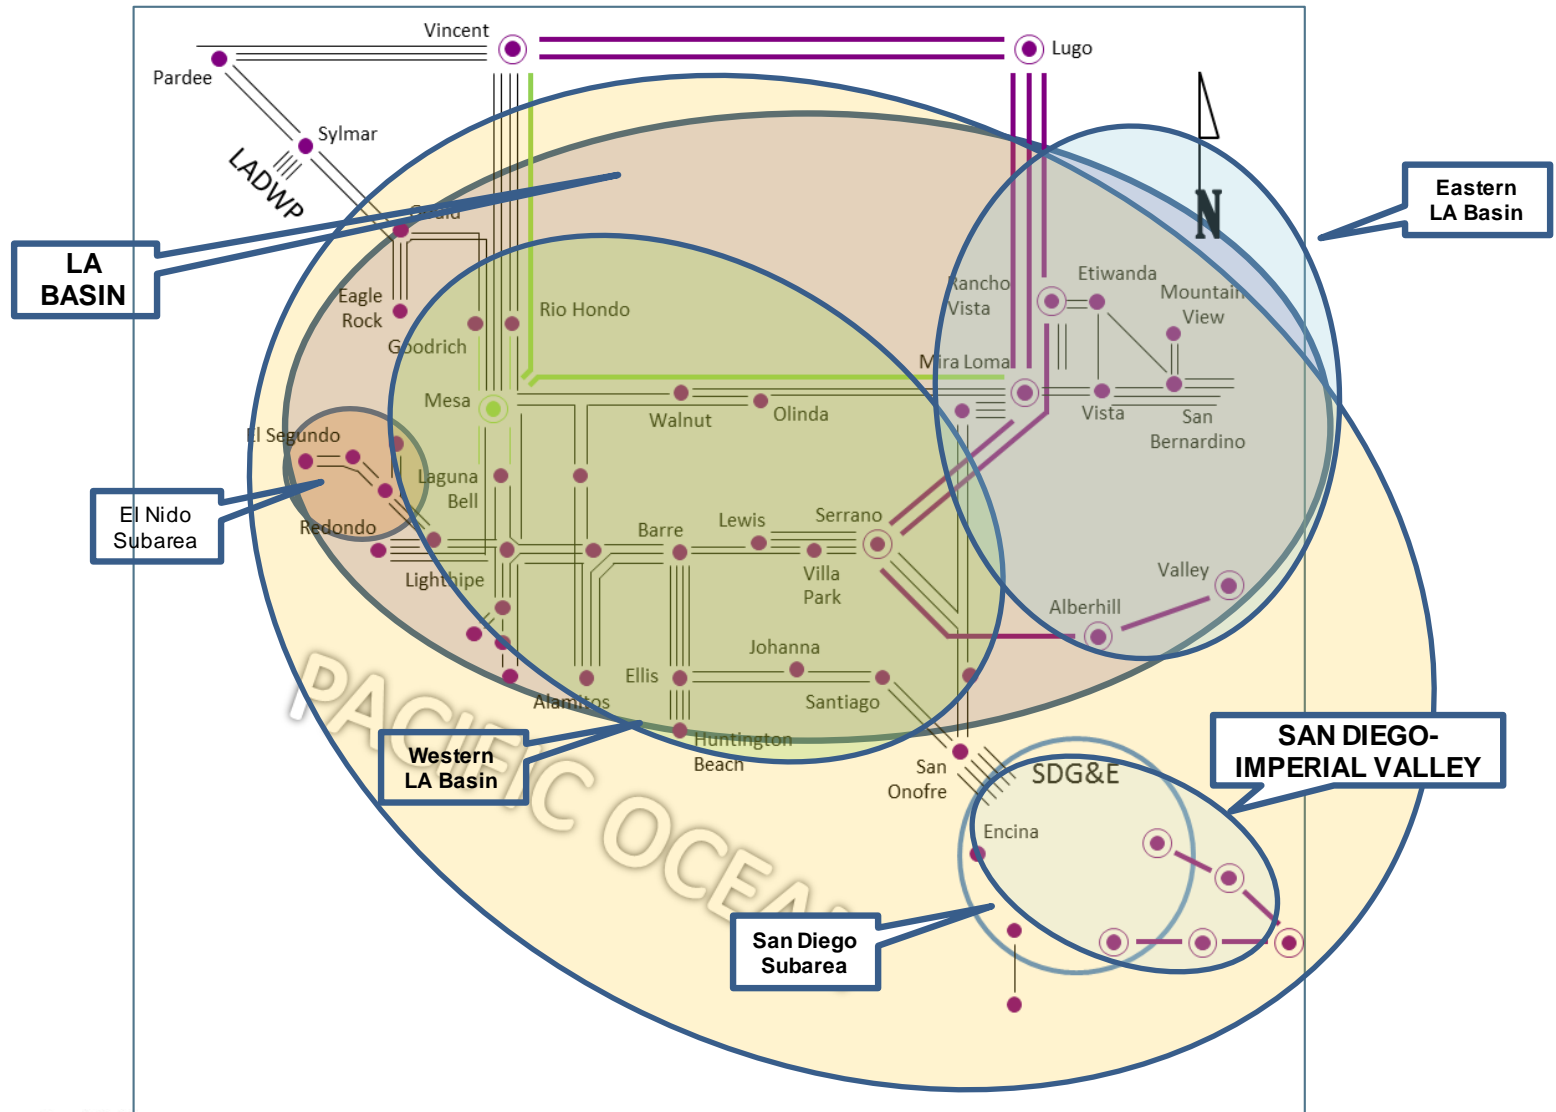 Vincent
Lugo
Pardee
Sylmar
LADWP
Gould
N
Eastern
LA Basin
LA
BASIN
Eagle
Rock
Rio Hondo
Goodrich
Rancho
Vista
Etiwanda
Mountain
View
Mira Loma
Mesa
Walnut
Olinda
Vista
San
Bernardino
El Segundo
Laguna
Bell
El Nido
Subarea
Redondo
Lighthipe
Barre
Lewis
Serrano
Villa
Park
Valley
Alberhill
Johanna
Ellis
Santiago
Alamitos
Huntington
Beach
PACIFIC OCEAN
Western
LA Basin
San
Onofre
SDG&E
SAN DIEGO-
IMPERIAL VALLEY
Encina
San Diego
Subarea